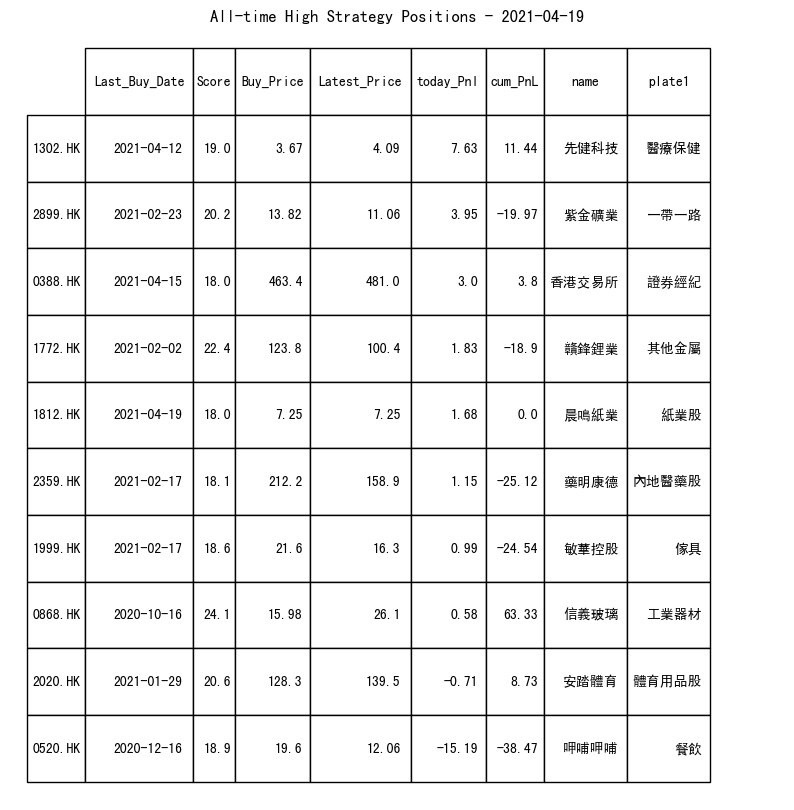 All-time High Strategy Positions - 2021-04-19
Last_Buy_Date Score Buy_Price Latest_Price today_Pnl cum_PnL name plate1
1302.HK 2021-04-12 19.0 3.67 4.09 7.63 11.44 先健科技 醫療保健
2899.HK 2021-02-23 20.2 13.82 11.06 3.95 -19.97 紫金礦業 一帶一路
0388.HK 2021-04-15 18.0 463.4 481.0 3.0 3.8 香港交易所 證券經紀
1772.HK 2021-02-02 22.4 123.8 100.4 1.83 -18.9 贛鋒鋰業 其他金屬
1812.HK 2021-04-19 18.0 7.25 7.25 1.68 0.0 晨鳴紙業 紙業股
2359.HK 2021-02-17 18.1 212.2 158.9 1.15 -25.12 藥明康德 內地醫藥股
1999.HK 2021-02-17 18.6 21.6 16.3 0.99 -24.54 敏華控股 傢具
0868.HK 2020-10-16 24.1 15.98 26.1 0.58 63.33 信義玻璃 工業器材
2020.HK 2021-01-29 20.6 128.3 139.5 -0.71 8.73 安踏體育 體育用品股
0520.HK 2020-12-16 18.9 19.6 12.06 -15.19 -38.47 呷哺呷哺 餐飲